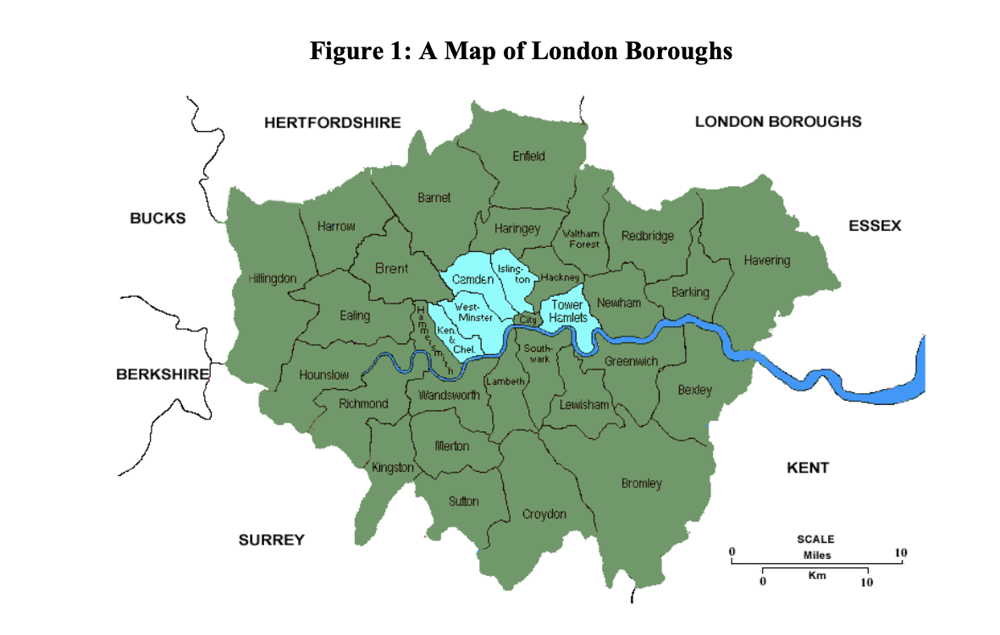 Figure 1: A Map of London Boroughs
HERTFORDSHIRE
LONDON BOROUGHS
Enfield
Barnet
BUCKS
Harrow
Haringey
Waltham
Forest
Redbridge
ESSEX
Havering
Hillingdon
Brent
Camden
Isling-
ton
Hackney
Newham
Barking
Ealing
Hammersmith
West-
Minster
Ken.
&
Chel.
City
Tower
Hamlets
BERKSHIRE
Hounslow
South-
wark
Greenwich
Richmond
Wandsworth
Lambeth
Lewisham
Bexley
Merton
Kingston
KENT
Sutton
Croydon
Bromley
SURREY
SCALE
0 Miles 10
Km
0 10